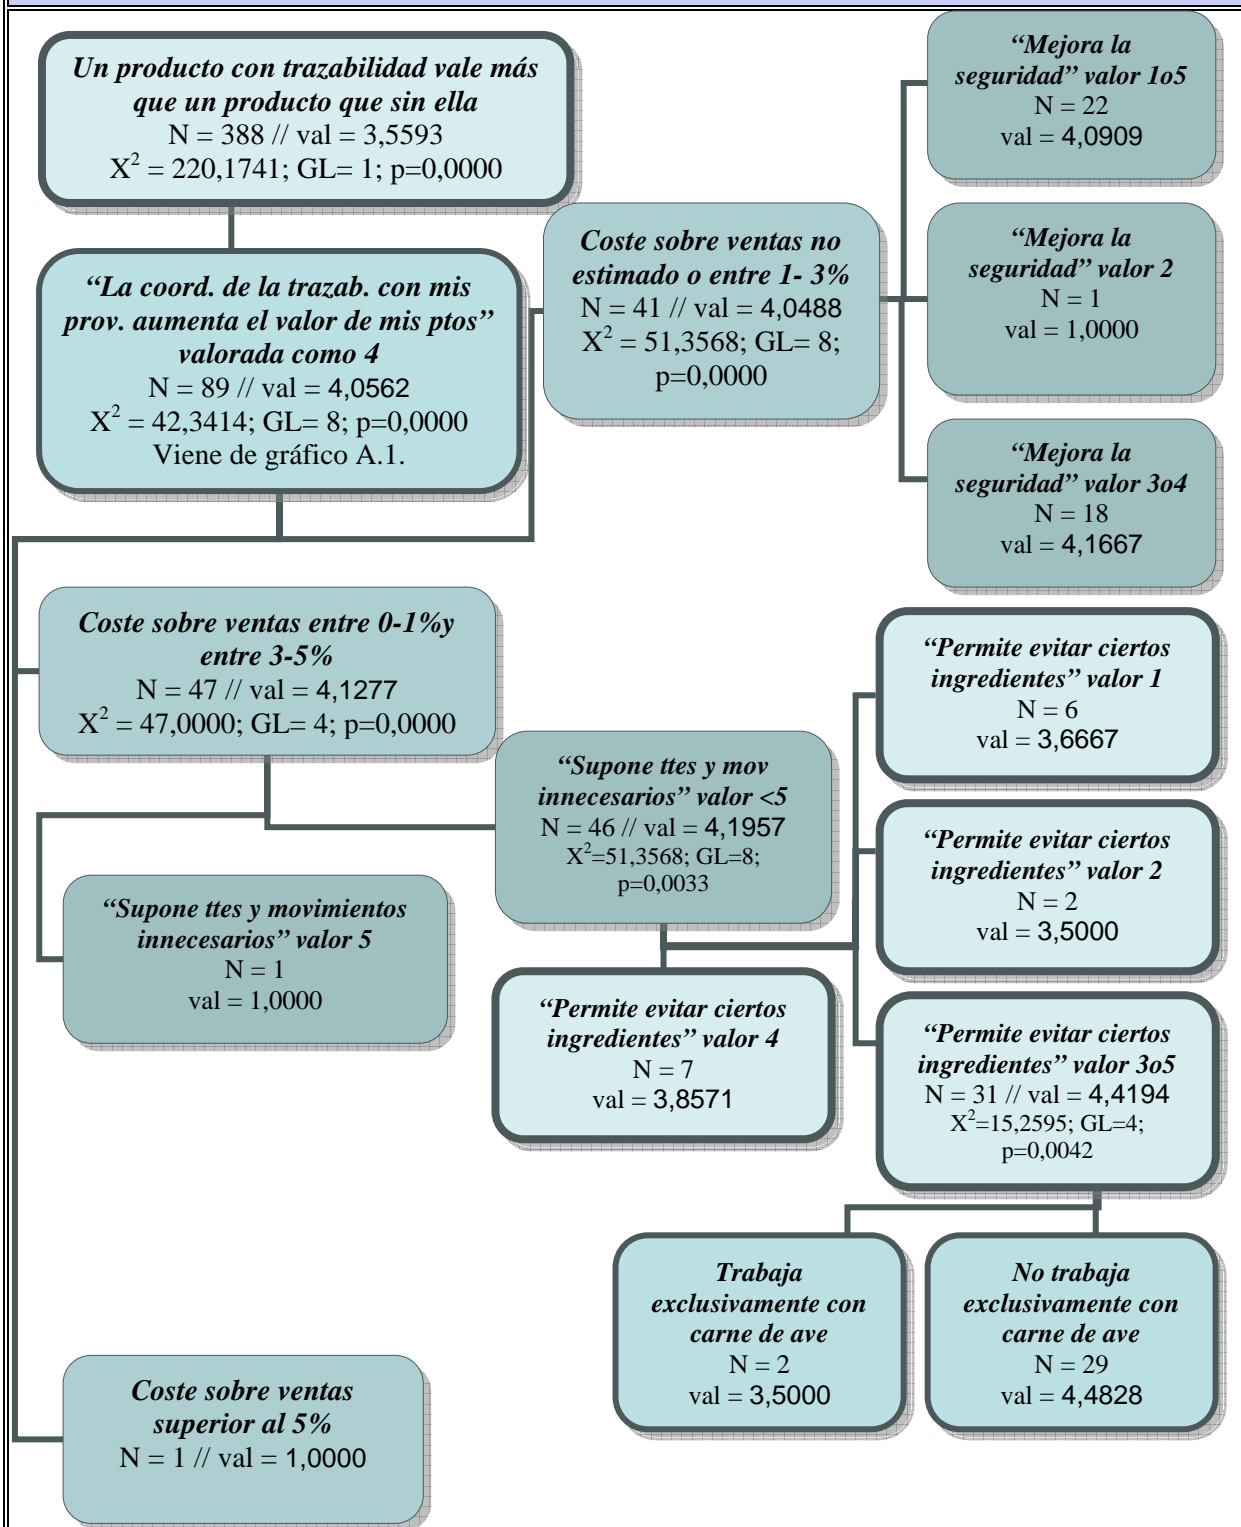 Un producto con trazabilidad vale más
que un producto que sin ella
N = 388 // val = 3,5593
X² = 220,1741; GL= 1; p=0,0000
“La coord. de la trazab. con mis
prov. aumenta el valor de mis ptos”
valorada como 4
N = 89 // val = 4,0562
X² = 42,3414; GL= 8; p=0,0000
Viene de gráfico A.1.
Coste sobre ventas no
estimado o entre 1- 3%
N = 41 // val = 4,0488
X² = 51,3568; GL= 8;
p=0,0000
“Mejora la
seguridad” valor 1o5
N = 22
val = 4,0909
“Mejora la
seguridad” valor 2
N = 1
val = 1,0000
“Mejora la
seguridad” valor 3o4
N = 18
val = 4,1667
Coste sobre ventas entre 0-1%y
entre 3-5%
N = 47 // val = 4,1277
X² = 47,0000; GL= 4; p=0,0000
“Supone ttes y mov
innecesarios” valor <5
N = 46 // val = 4,1957
X²=51,3568; GL=8;
p=0,0033
“Supone ttes y movimientos
innecesarios” valor 5
N = 1
val = 1,0000
“Permite evitar ciertos
ingredientes” valor 1
N = 6
val = 3,6667
“Permite evitar ciertos
ingredientes” valor 2
N = 2
val = 3,5000
“Permite evitar ciertos
ingredientes” valor 4
N = 7
val = 3,8571
“Permite evitar ciertos
ingredientes” valor 3o5
N = 31 // val = 4,4194
X²=15,2595; GL=4;
p=0,0042
Trabaja
exclusivamente con
carne de ave
N = 2
val = 3,5000
No trabaja
exclusivamente con
carne de ave
N = 29
val = 4,4828
Coste sobre ventas
superior al 5%
N = 1 // val = 1,0000